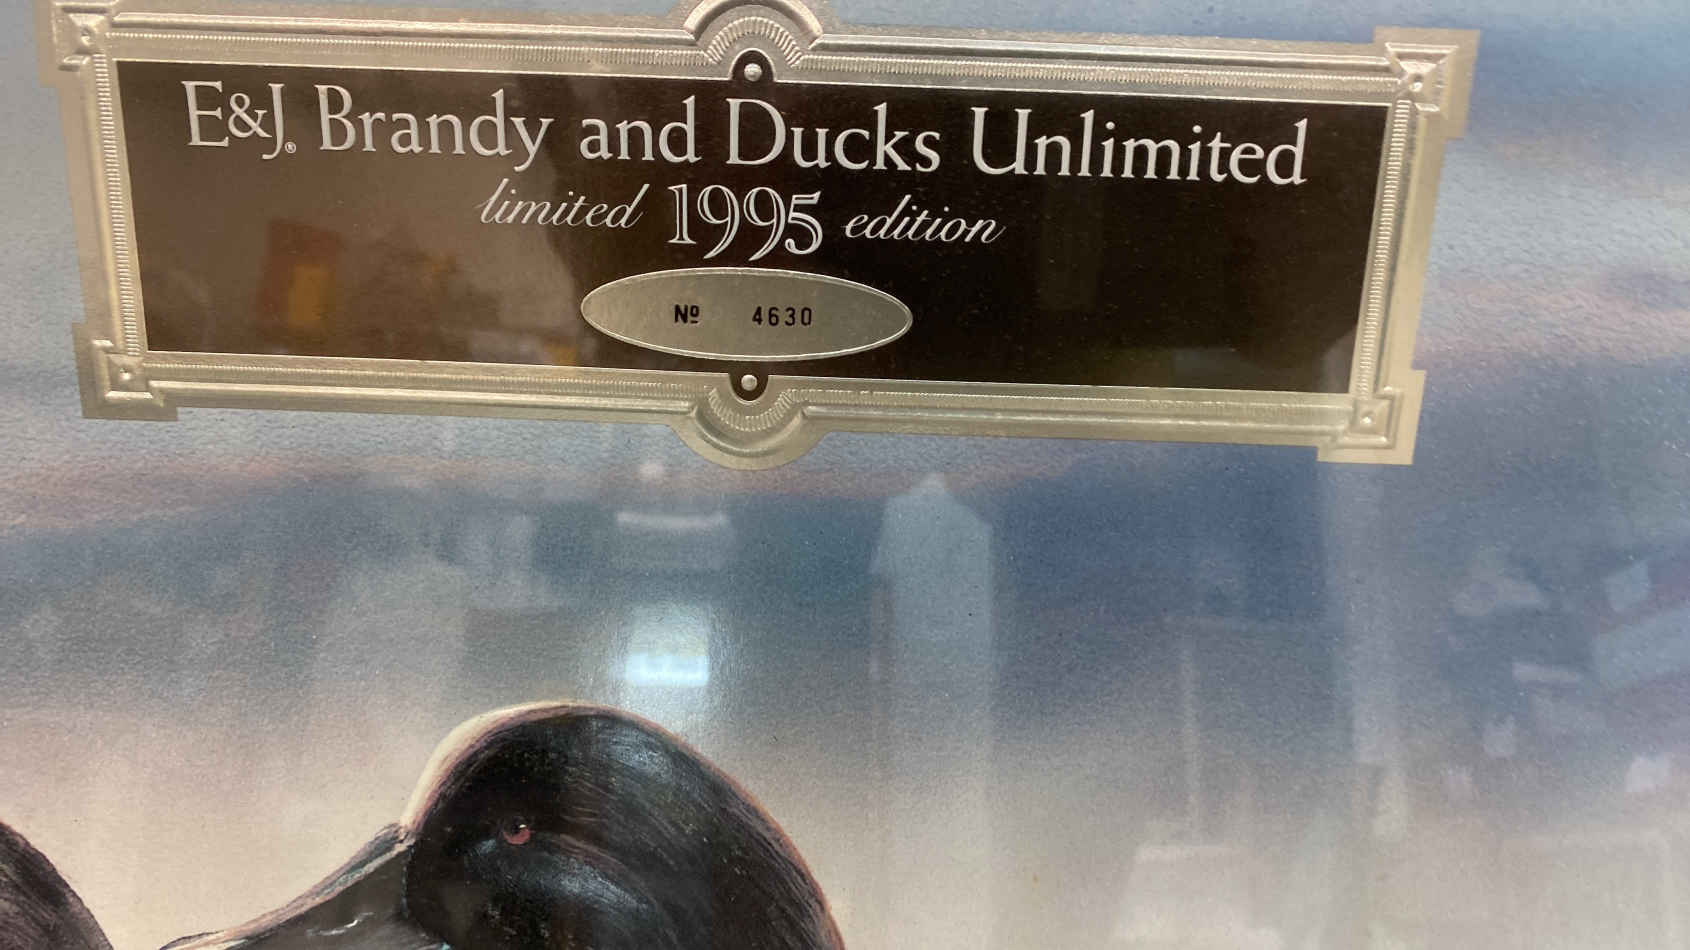 E&J® Brandy and Ducks Unlimited
limited 1995 edition
Nº 4630